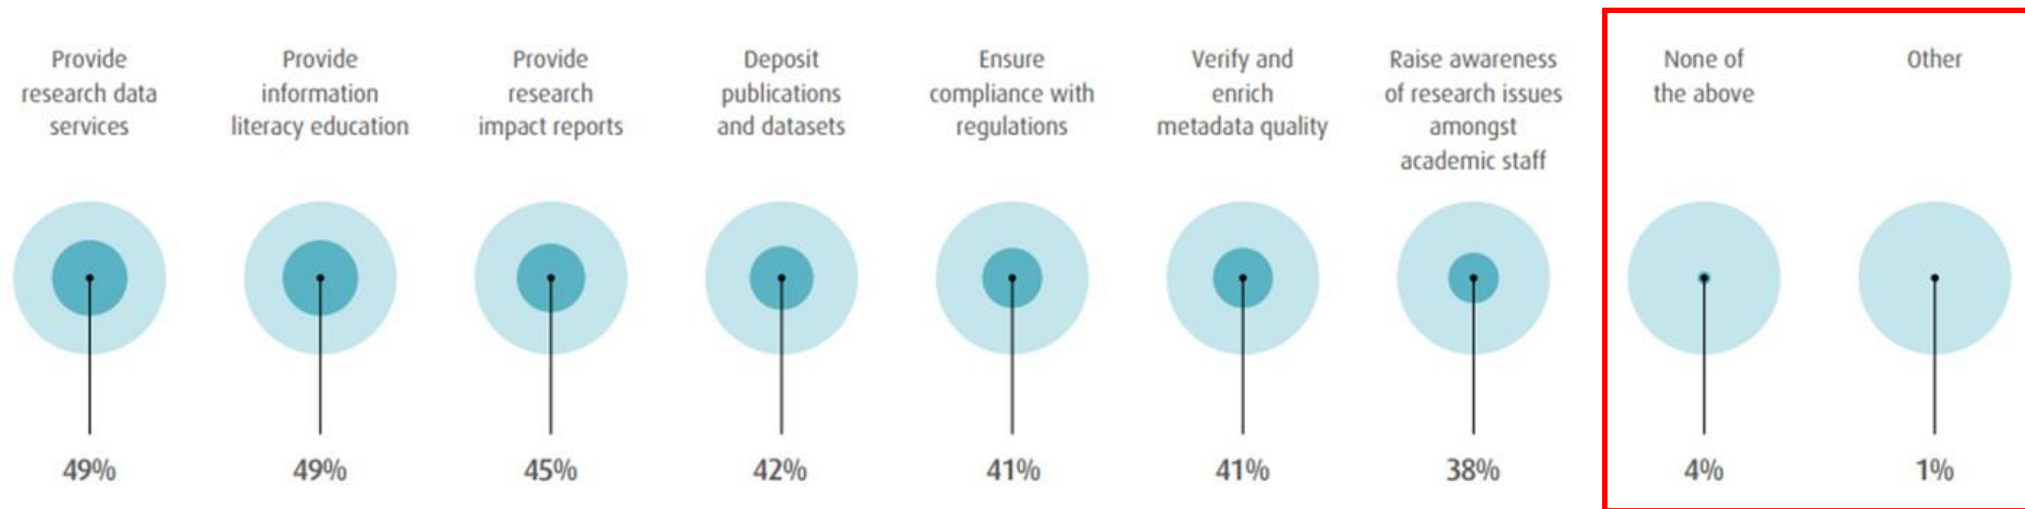 Provide
research data
services
49%
Provide
information
literacy education
49%
Provide
research
impact reports
45%
Deposit
publications
and datasets
42%
Ensure
compliance with
regulations
41%
Verify and
enrich
metadata quality
41%
Raise awareness
of research issues
amongst
academic staff
38%
None of
the above
4%
Other
1%